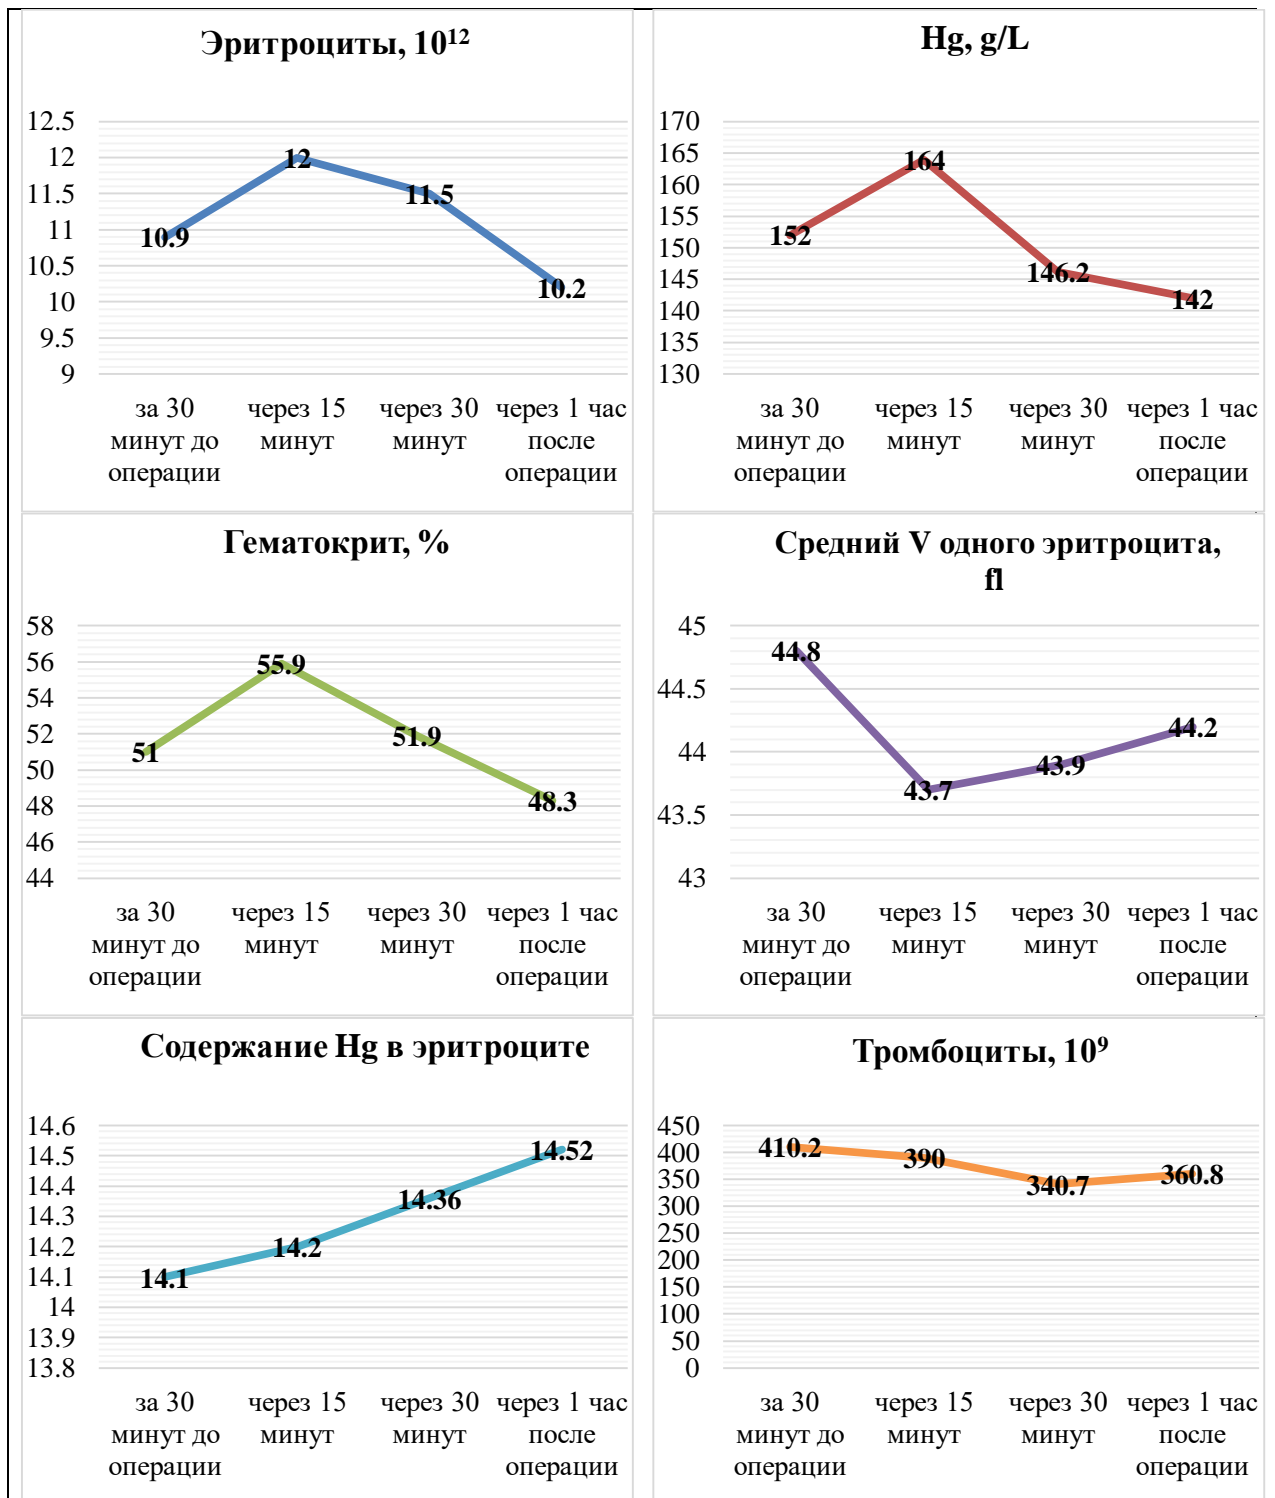 Эритроциты, 10¹²
12.5
12
11.5
11
10.5
10
9.5
9
10.9
12
11.5
10.2
за 30 минут до операции
через 15 минут
через 30 минут
через 1 час после операции
Hg, g/L
170
165
160
155
150
145
140
135
130
152
164
146.2
142
за 30 минут до операции
через 15 минут
через 30 минут
через 1 час после операции
Гематокрит, %
58
56
54
52
50
48
46
44
51
55.9
51.9
48.3
за 30 минут до операции
через 15 минут
через 30 минут
через 1 час после операции
Средний V одного эритроцита,
fl
45
44.5
44
43.5
43
44.8
43.7
43.9
44.2
за 30 минут до операции
через 15 минут
через 30 минут
через 1 час после операции
Содержание Hg в эритроците
14.6
14.5
14.4
14.3
14.2
14.1
14
13.9
13.8
14.1
14.2
14.36
14.52
за 30 минут до операции
через 15 минут
через 30 минут
через 1 час после операции
Тромбоциты, 10⁹
450
400
350
300
250
200
150
100
50
0
410.2
390
340.7
360.8
за 30 минут до операции
через 15 минут
через 30 минут
через 1 час после операции